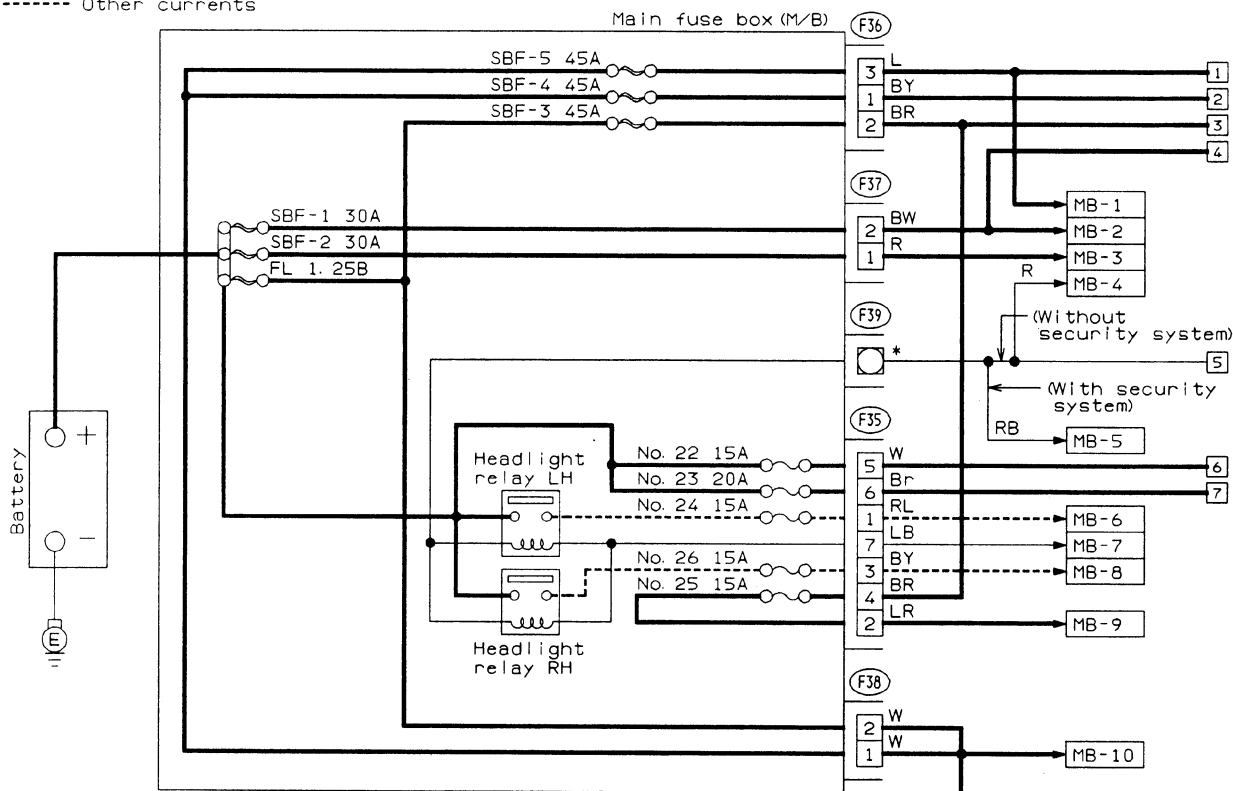 Other currents
Main fuse box (M/B)
F36
SBF-5 45A
3
L
1
SBF-4 45A
1
BY
2
SBF-3 45A
2
BR
3
4
F37
MB-1
SBF-1 30A
2
BW
MB-2
SBF-2 30A
1
R
MB-3
FL 1.25B
R
MB-4
F39
(Without
security system)
*
5
(With security
system)
F35
RB
MB-5
Battery
+
−
E
Headlight
relay LH
No. 22 15A
5
W
6
No. 23 20A
6
Br
7
No. 24 15A
1
RL
MB-6
7
LB
MB-7
No. 26 15A
3
BY
MB-8
No. 25 15A
4
BR
2
LR
MB-9
Headlight
relay RH
F38
2
W
1
W
MB-10